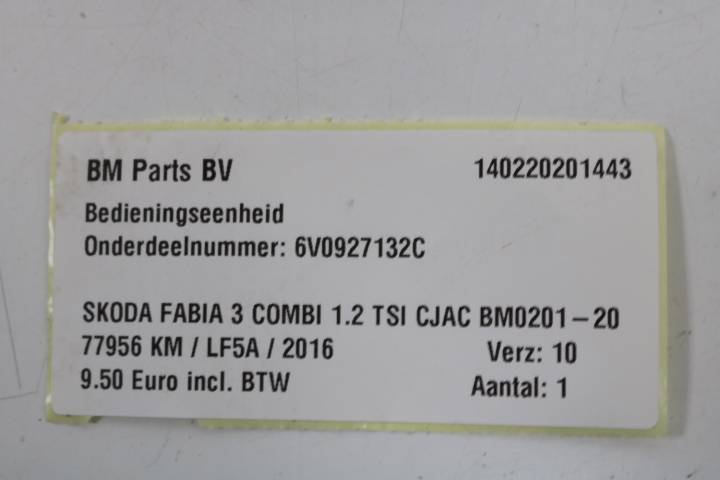 BM Parts BV 140220201443
Bedieningseenheid
Onderdeelnummer: 6V0927132C
SKODA FABIA 3 COMBI 1.2 TSI CJAC BM0201-20
77956 KM / LF5A / 2016 Verz: 10
9.50 Euro incl. BTW Aantal: 1